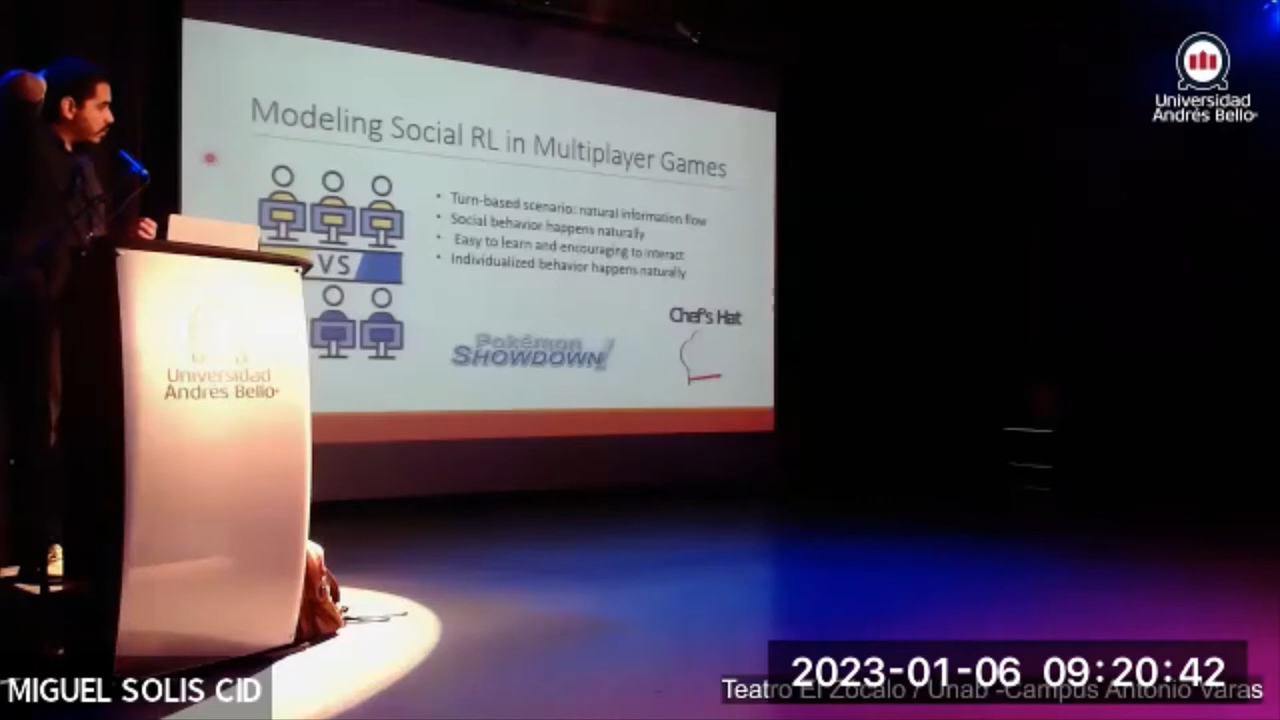 Universidad
Andrés Bello
Modeling Social RL in Multiplayer Games
• Turn-based scenario: natural information flow
• Social behavior happens naturally
• Easy to learn and encouraging to interact
• Individualized behavior happens naturally
VS
Chef's Hat
Pokémon
SHOWDOWN!
Universidad
Andrés Bello
MIGUEL SOLIS CID
2023-01-06 09:20:42
Teatro El Zócalo / Unab - Campus Antonio Varas